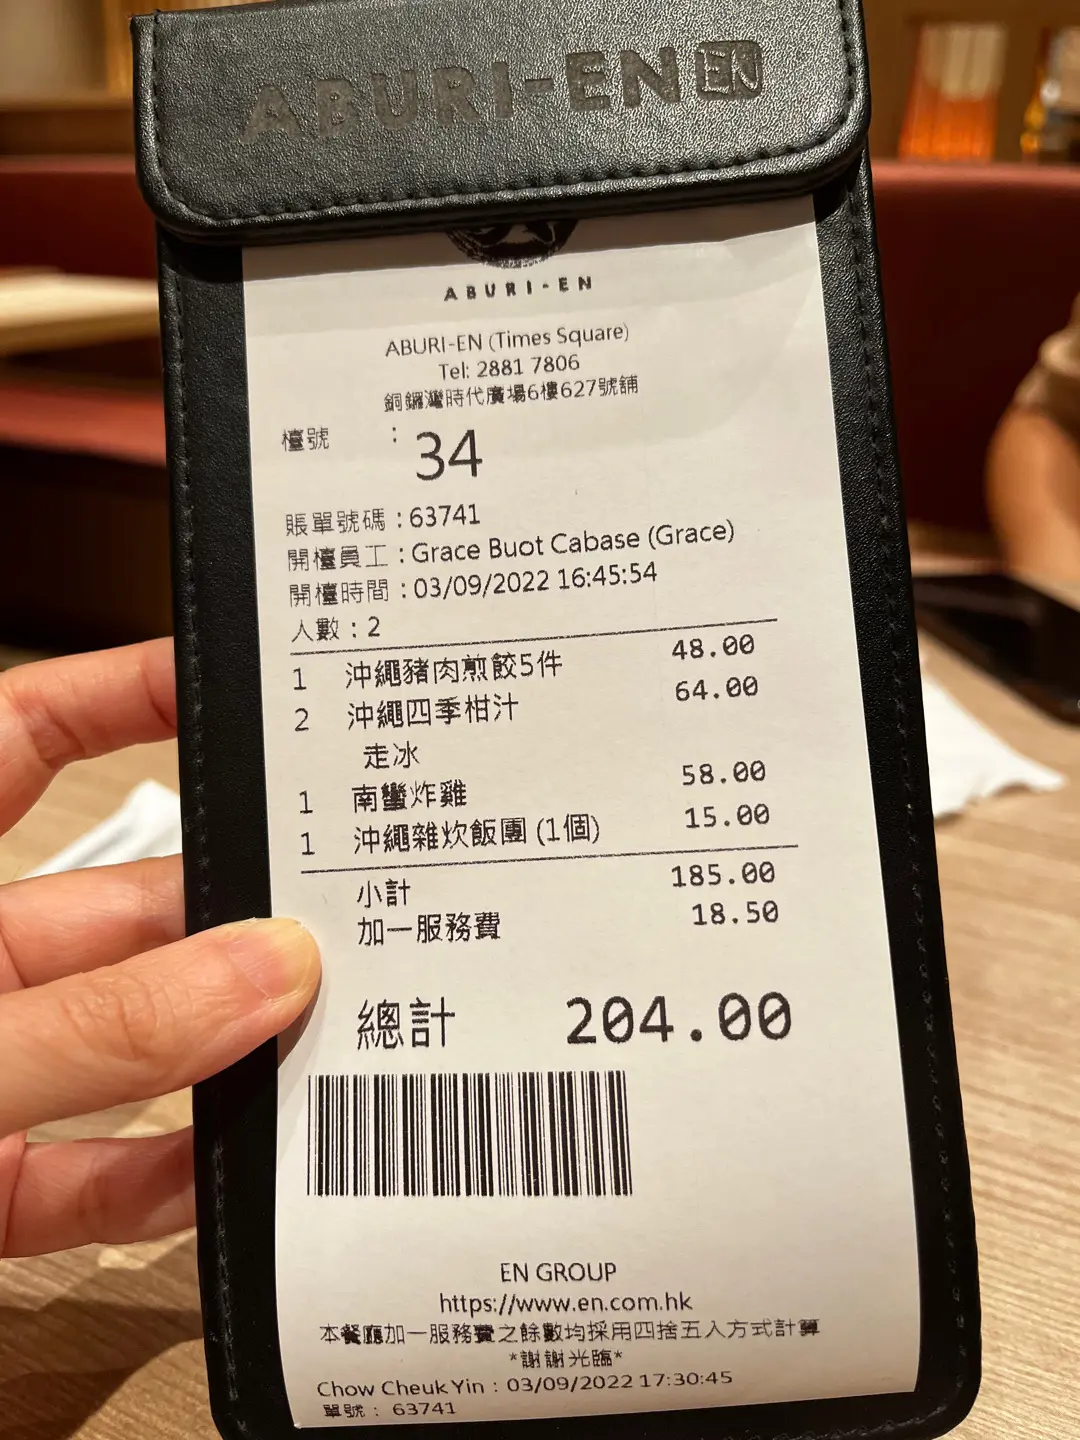 ABURI-EN EN
ABURI-EN
ABURI-EN (Times Square)
Tel: 2881 7806
銅鑼灣時代廣場6樓627號舖
檯號 : 34
賬單號碼 : 63741
開檯員工 : Grace Buot Cabase (Grace)
開檯時間 : 03/09/2022 16:45:54
人數 : 2
1 沖繩豬肉煎餃5件 48.00
2 沖繩四季柑汁 64.00
走冰
1 南蠻炸雞 58.00
1 沖繩雜炊飯團 (1個) 15.00
小計 185.00
加一服務費 18.50
總計 204.00
EN GROUP
https://www.en.com.hk
本餐廳加一服務費之餘數均採用四捨五入方式計算
*謝謝光臨*
Chow Cheuk Yin : 03/09/2022 17:30:45
單號 : 63741